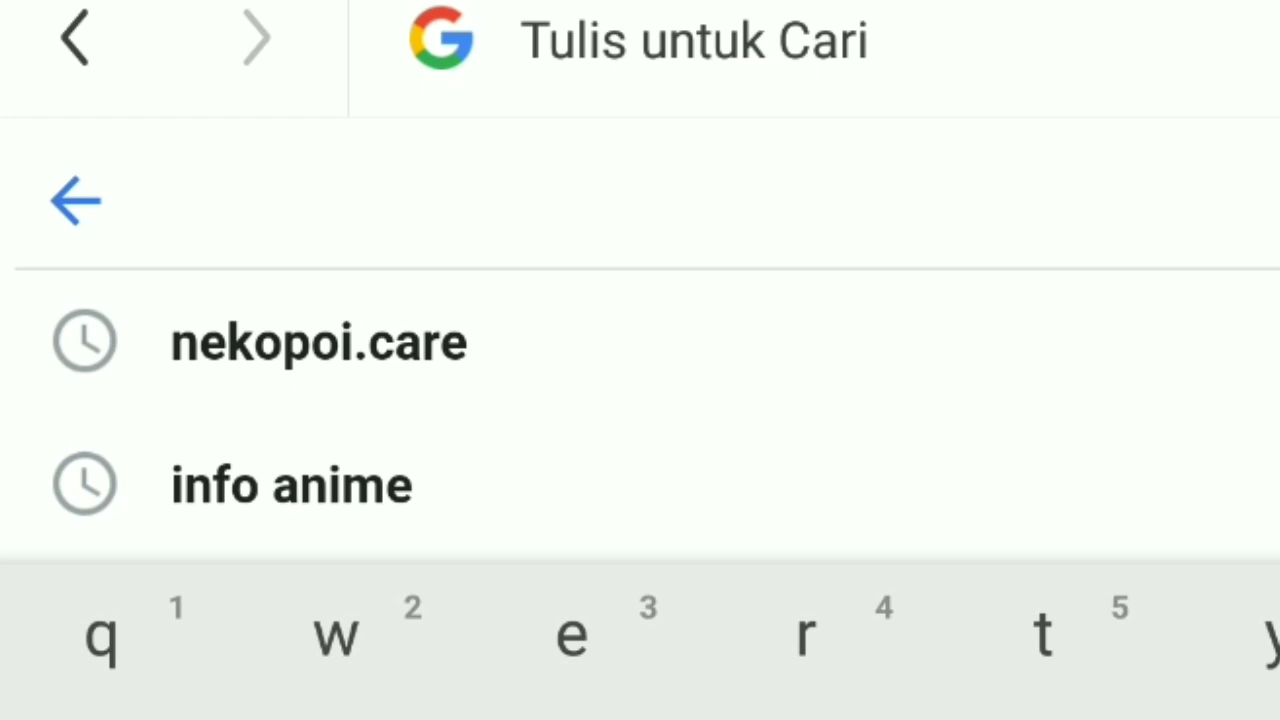 Tulis untuk Cari
nekopoi.care
info anime
1 2 3 4 5
q w e r t y